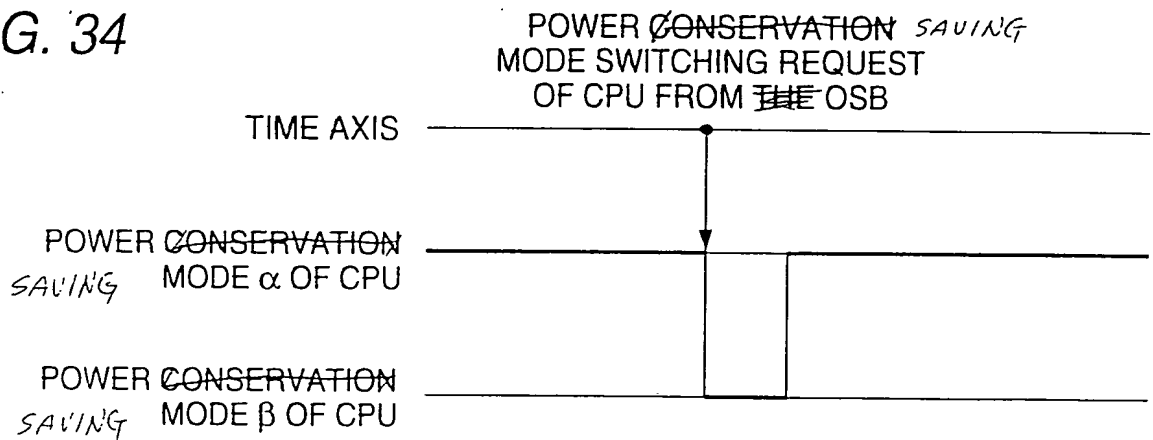 G. 34
POWER CONSERVATION SAVING
MODE SWITCHING REQUEST
OF CPU FROM THE OSB
TIME AXIS
POWER CONSERVATION
SAVING MODE α OF CPU
POWER CONSERVATION
SAVING MODE β OF CPU